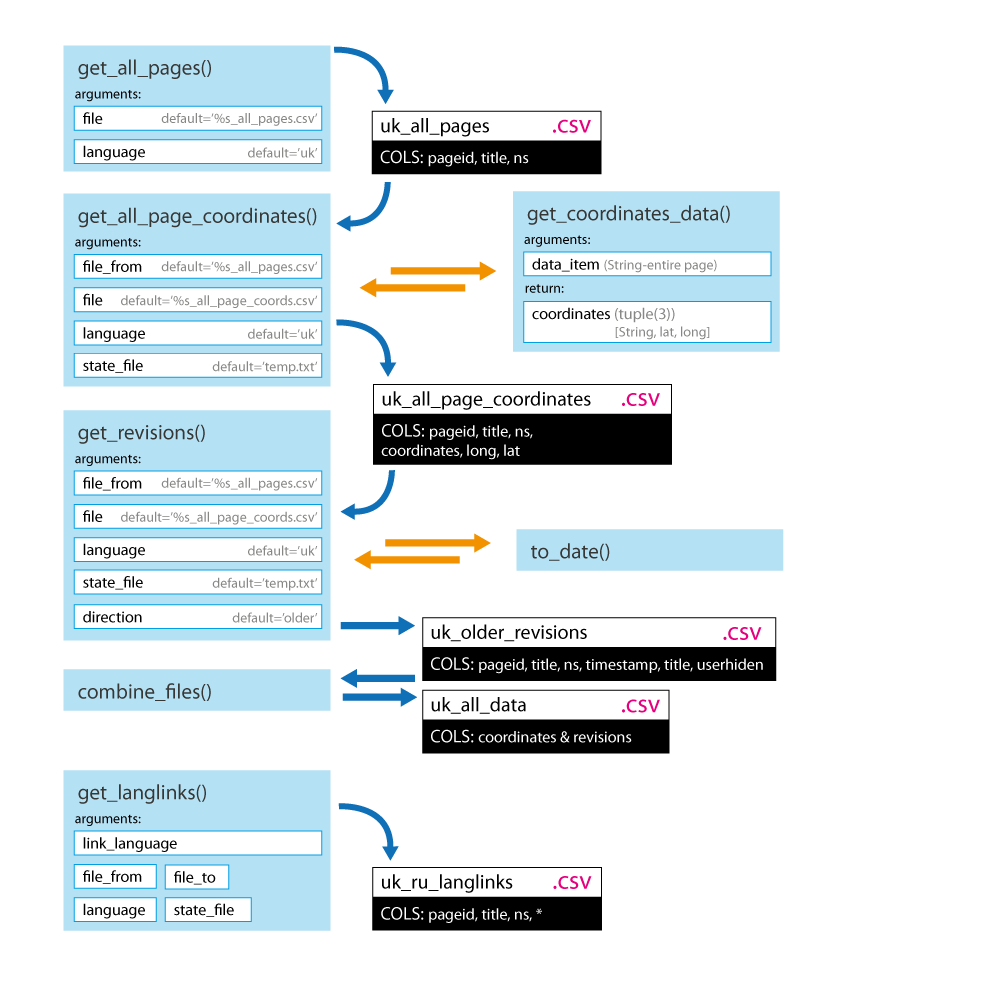 get_all_pages()
arguments:
file default='%s_all_pages.csv'
language default='uk'
uk_all_pages .CSV
COLS: pageid, title, ns
get_all_page_coordinates()
arguments:
file_from default='%s_all_pages.csv'
file default='%s_all_page_coords.csv'
language default='uk'
state_file default='temp.txt'
get_coordinates_data()
arguments:
data_item (String-entire page)
return:
coordinates (tuple(3))
[String, lat, long]
uk_all_page_coordinates .CSV
COLS: pageid, title, ns,
coordinates, long, lat
get_revisions()
arguments:
file_from default='%s_all_pages.csv'
file default='%s_all_page_coords.csv'
language default='uk'
state_file default='temp.txt'
direction default='older'
to_date()
uk_older_revisions .CSV
COLS: pageid, title, ns, timestamp, title, userhiden
combine_files()
uk_all_data .CSV
COLS: coordinates & revisions
get_langlinks()
arguments:
link_language
file_from file_to
language state_file
uk_ru_langlinks .CSV
COLS: pageid, title, ns, *